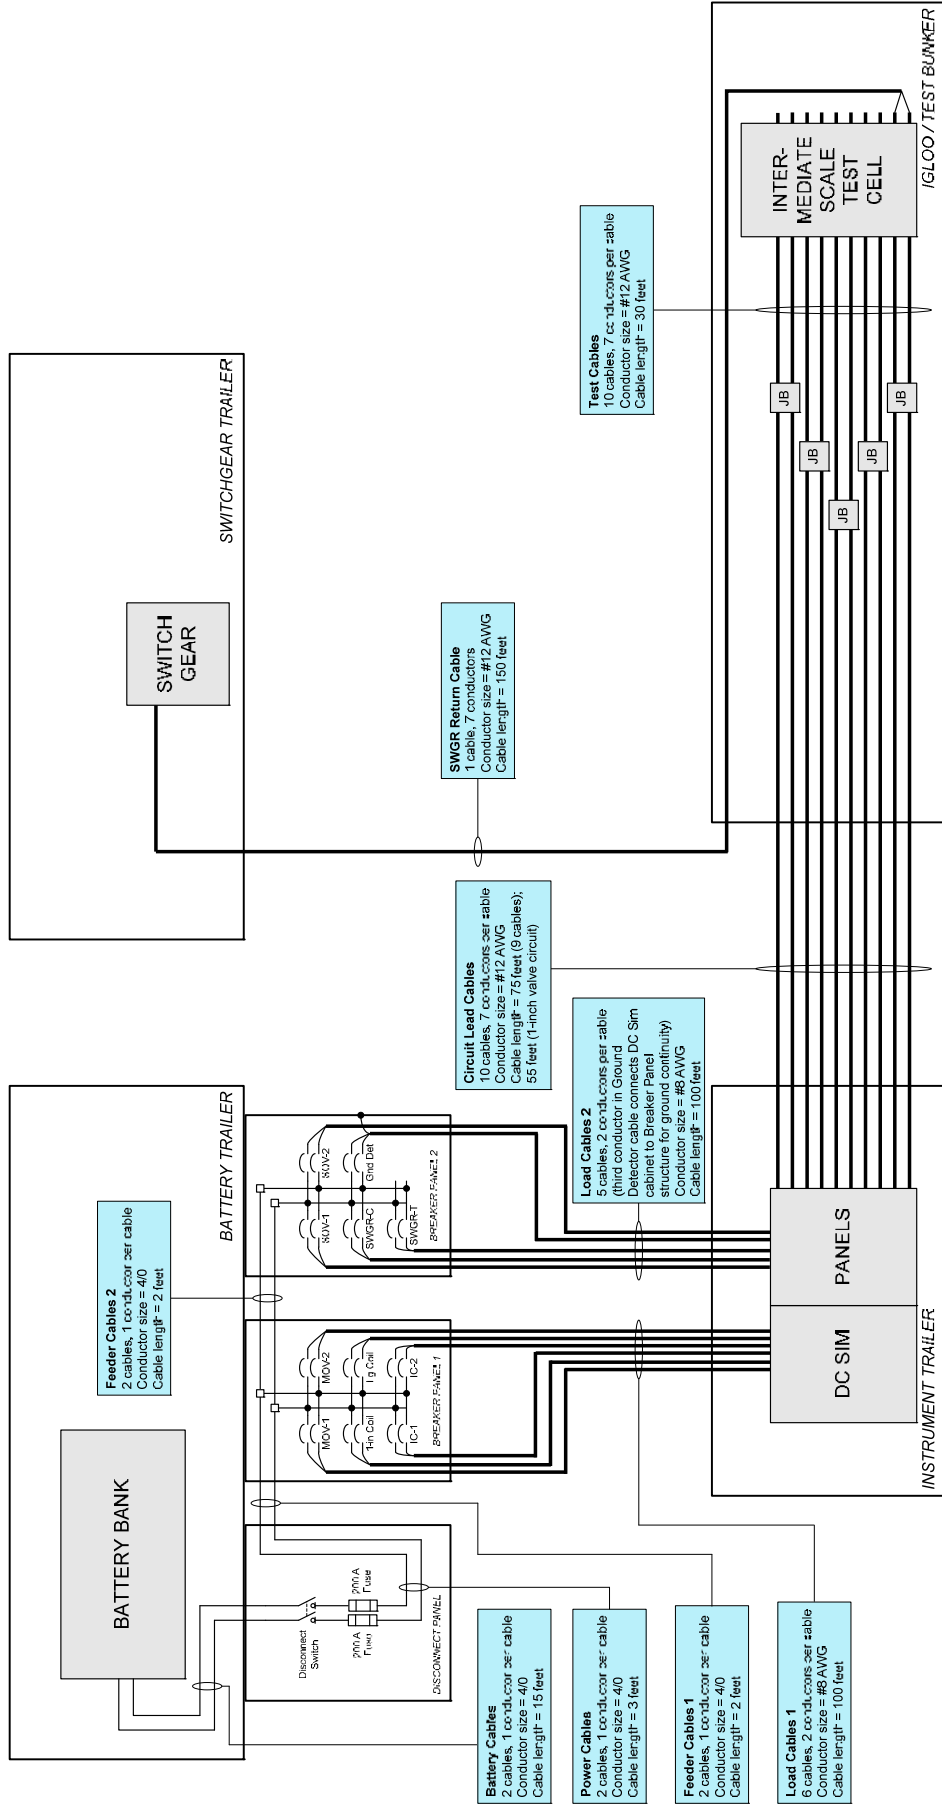 BATTERY BANK
BATTERY TRAILER
Feeder Cables 2
2 cables, 1 conductor per cable
Conductor size = 4/0
Cable length = 2 feet
SWITCH
GEAR
SWITCHGEAR TRAILER
Disconnect
Switch
200 A
Fuse
200 A
Fuse
DISCONNECT PANEL
MOV-1
MOV-2
1-in Coil
Lg Coil
IC-1
IC-2
BREAKER PANEL 1
SOV-1
SOV-2
SWGR-C
Gnd Det
SWGR-T
BREAKER PANEL 2
Battery Cables
2 cables, 1 conductor per cable
Conductor size = 4/0
Cable length = 15 feet
Power Cables
2 cables, 1 conductor per cable
Conductor size = 4/0
Cable length = 3 feet
Feeder Cables 1
2 cables, 1 conductor per cable
Conductor size = 4/0
Cable length = 2 feet
Load Cables 1
6 cables, 2 conductors per cable
Conductor size = #8 AWG
Cable length = 100 feet
Load Cables 2
5 cables, 2 conductors per cable
(third conductor in Ground
Detector cable connects DC Sim
cabinet to Breaker Panel
structure for ground continuity)
Conductor size = #8 AWG
Cable length = 100 feet
Circuit Lead Cables
10 cables, 7 conductors per cable
Conductor size = #12 AWG
Cable length = 75 feet (9 cables);
55 feet (1-inch valve circuit)
SWGR Return Cable
1 cable, 7 conductors
Conductor size = #12 AWG
Cable length = 150 feet
Test Cables
10 cables, 7 conductors per cable
Conductor size = #12 AWG
Cable length = 30 feet
DC SIM
PANELS
INSTRUMENT TRAILER
JB
JB
JB
JB
JB
INTER-
MEDIATE
SCALE
TEST
CELL
IGLOO / TEST BUNKER